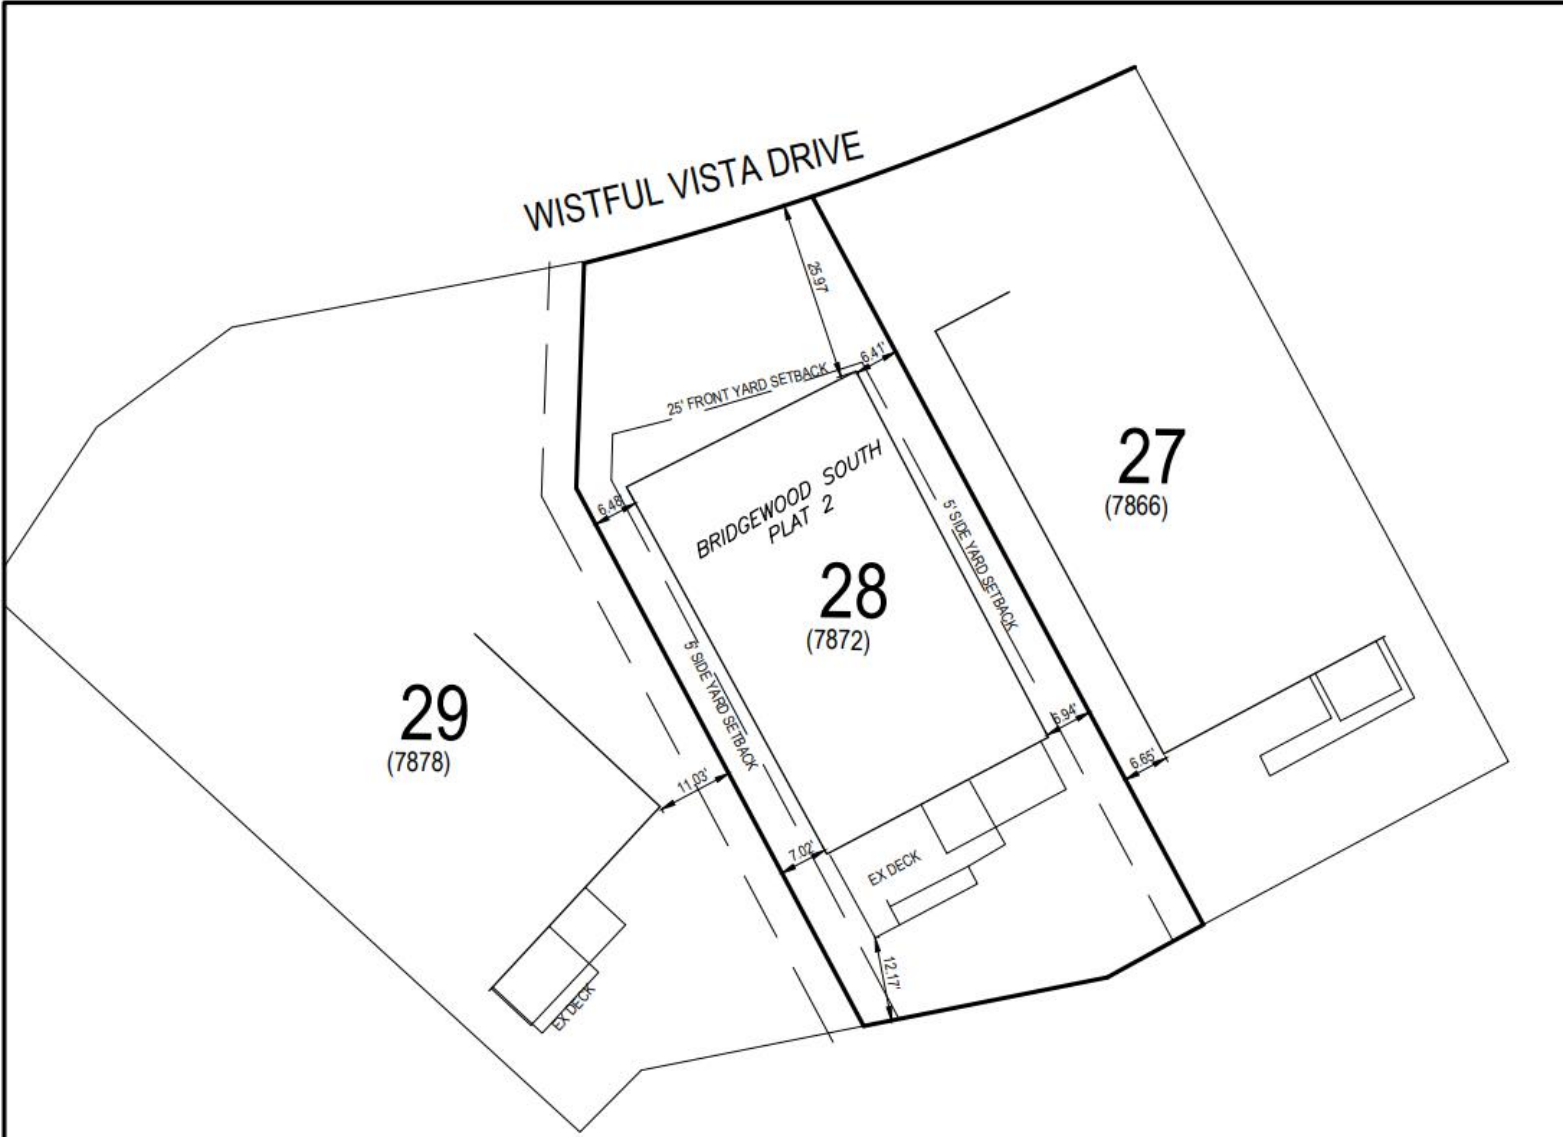 WISTFUL VISTA DRIVE
25.97'
6.41'
25' FRONT YARD SETBACK
27
(7866)
6.48'
BRIDGEWOOD SOUTH
PLAT 2
5' SIDE YARD SETBACK
28
(7872)
5' SIDE YARD SETBACK
29
(7878)
6.94'
6.65'
11.03'
7.02'
EX DECK
12.17'
EX DECK